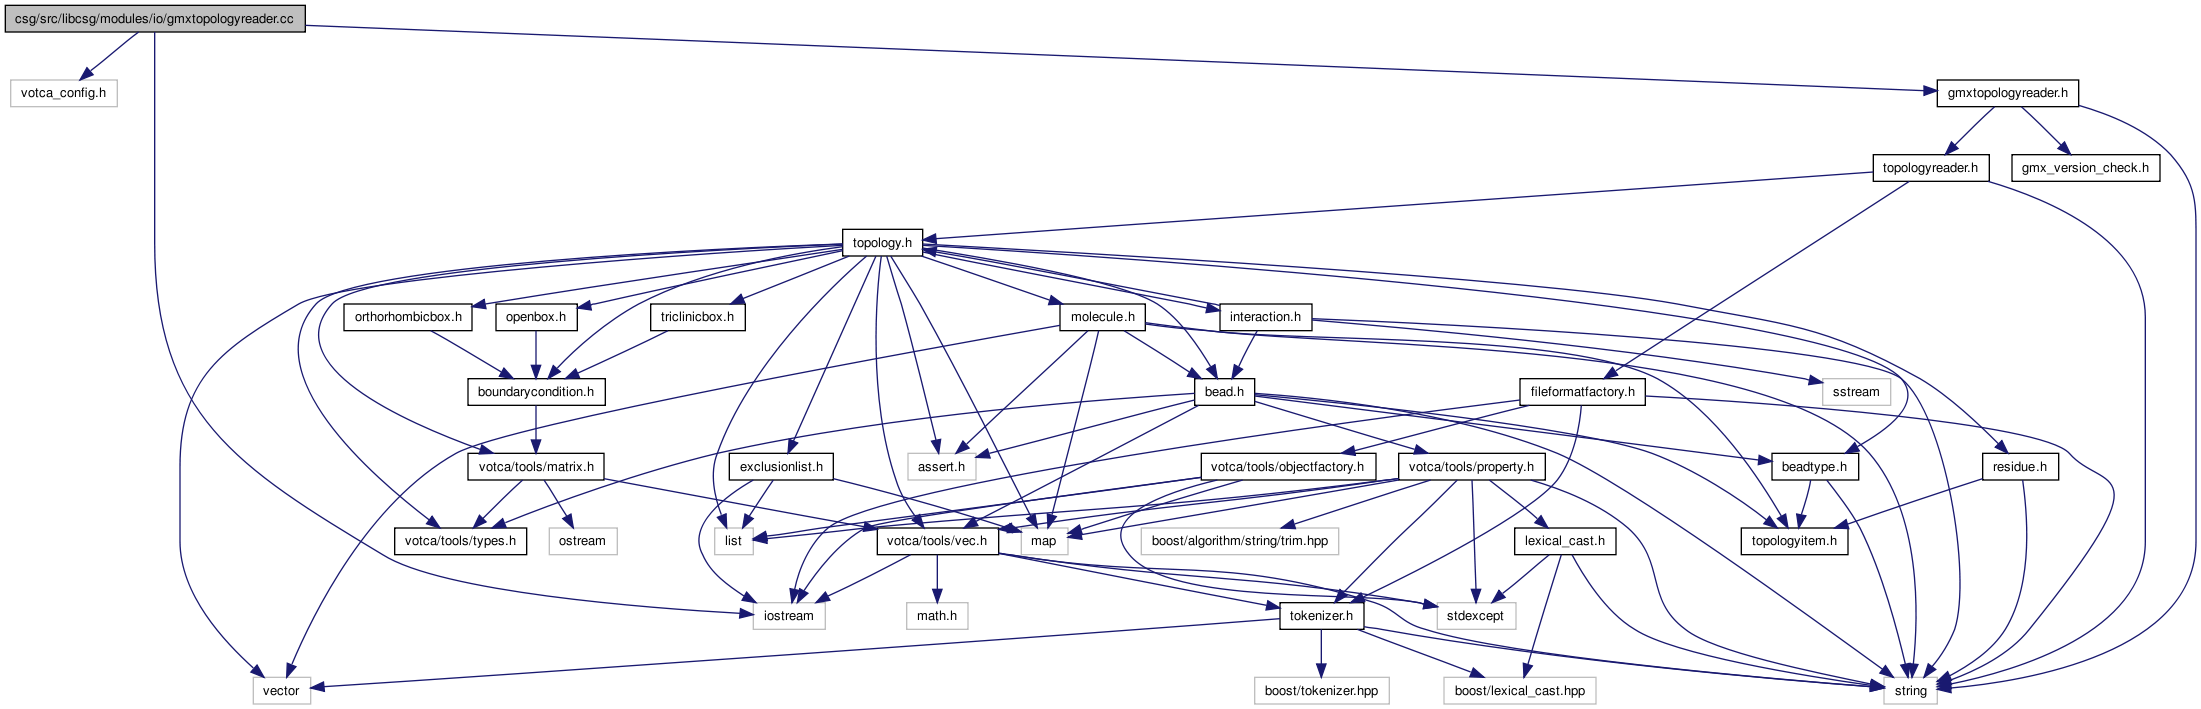 csg/src/libcsg/modules/io/gmxtopologyreader.cc
votca_config.h
gmxtopologyreader.h
topologyreader.h
gmx_version_check.h
topology.h
orthorhombicbox.h
openbox.h
triclinicbox.h
molecule.h
interaction.h
boundarycondition.h
bead.h
fileformatfactory.h
sstream
votca/tools/matrix.h
exclusionlist.h
assert.h
votca/tools/objectfactory.h
votca/tools/property.h
beadtype.h
residue.h
votca/tools/types.h
ostream
list
votca/tools/vec.h
map
boost/algorithm/string/trim.hpp
lexical_cast.h
topologyitem.h
iostream
math.h
tokenizer.h
stdexcept
vector
boost/tokenizer.hpp
boost/lexical_cast.hpp
string